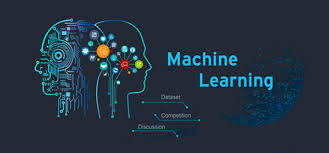 Machine
Learning
Dataset
Competition
Discussion